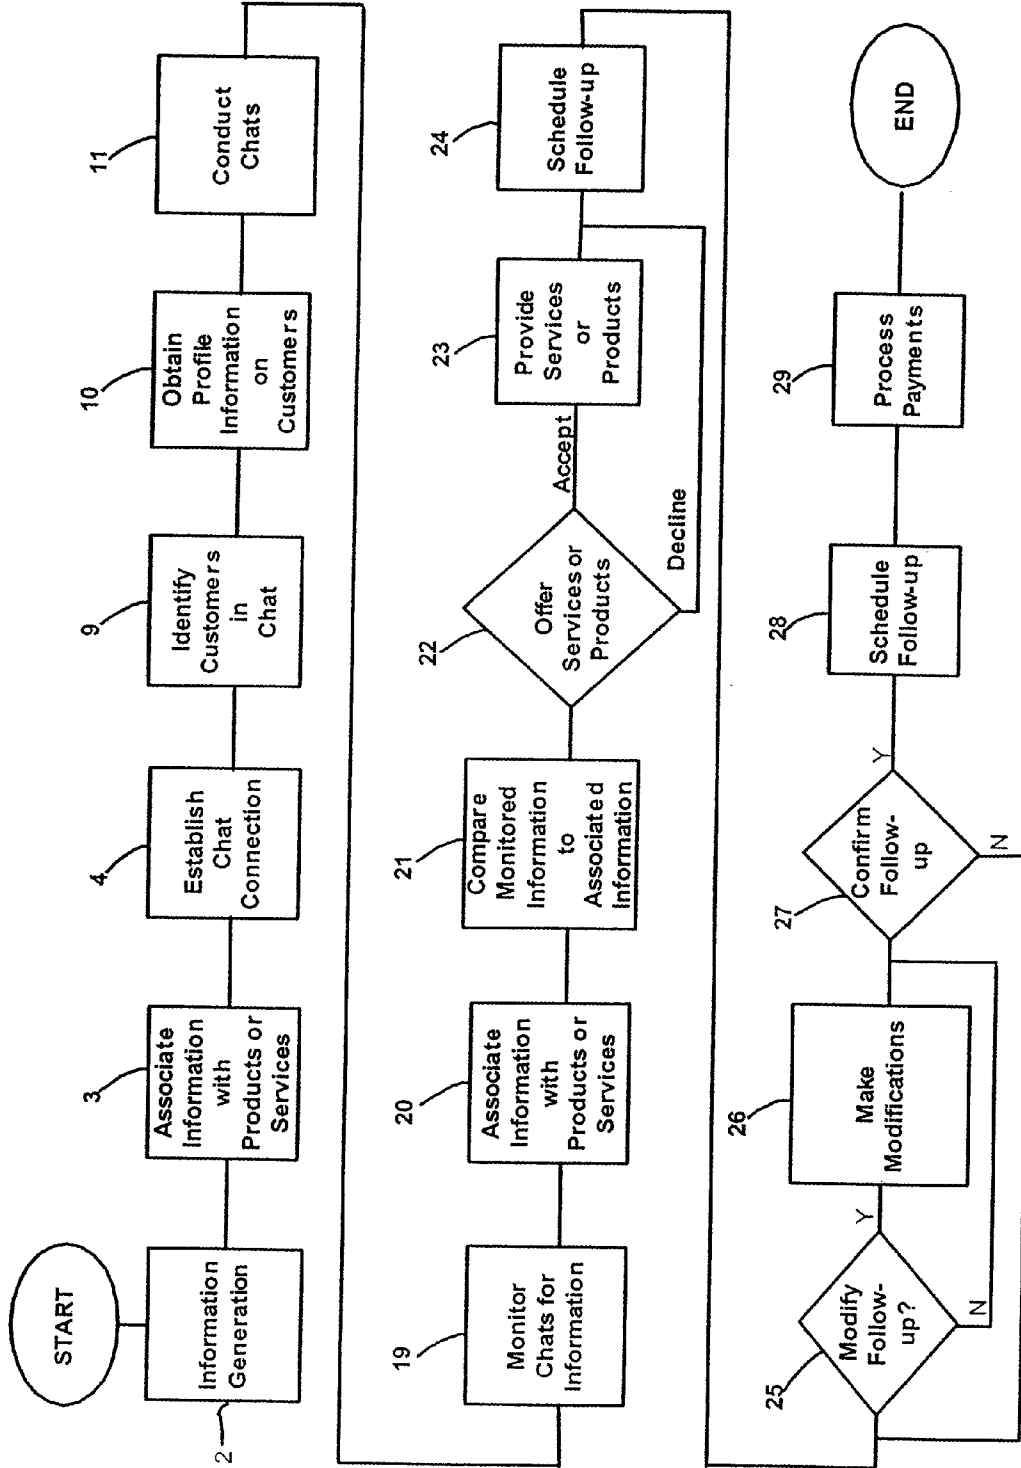 START
Information
Generation
2
Associate
Information
with
Products or
Services
3
Establish
Chat
Connection
4
Identify
Customers
in
Chat
9
Obtain
Profile
Information
on
Customers
10
Conduct
Chats
11
Monitor
Chats for
Information
19
Associate
Information
with
Products or
Services
20
Compare
Monitored
Information
to
Associated
Information
21
Offer
Services or
Products
22
Accept
Decline
Provide
Services
or
Products
23
Schedule
Follow-up
24
Modify
Follow-
up?
25
Y
N
Make
Modifications
26
Confirm
Follow-
up
27
Y
N
Schedule
Follow-up
28
Process
Payments
29
END